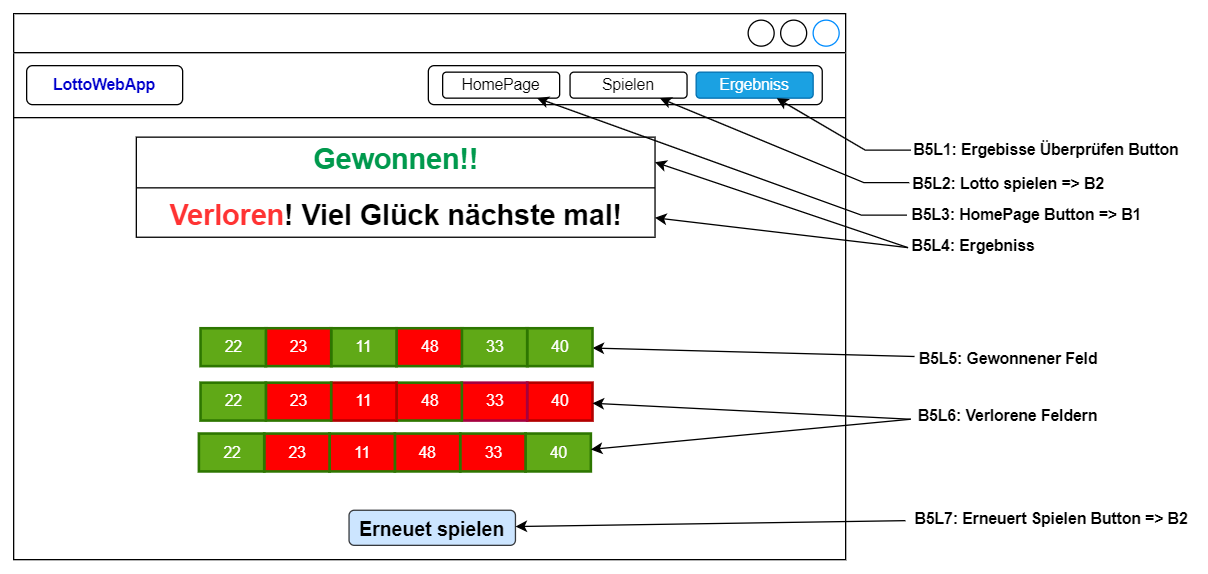 LottoWebApp
HomePage Spielen Ergebniss
Gewonnen!!
Verloren! Viel Glück nächste mal!
B5L1: Ergebisse Überprüfen Button
B5L2: Lotto spielen => B2
B5L3: HomePage Button => B1
B5L4: Ergebniss
22 23 11 48 33 40
B5L5: Gewonnener Feld
22 23 11 48 33 40
B5L6: Verlorene Feldern
22 23 11 48 33 40
Erneuet spielen
B5L7: Erneuert Spielen Button => B2